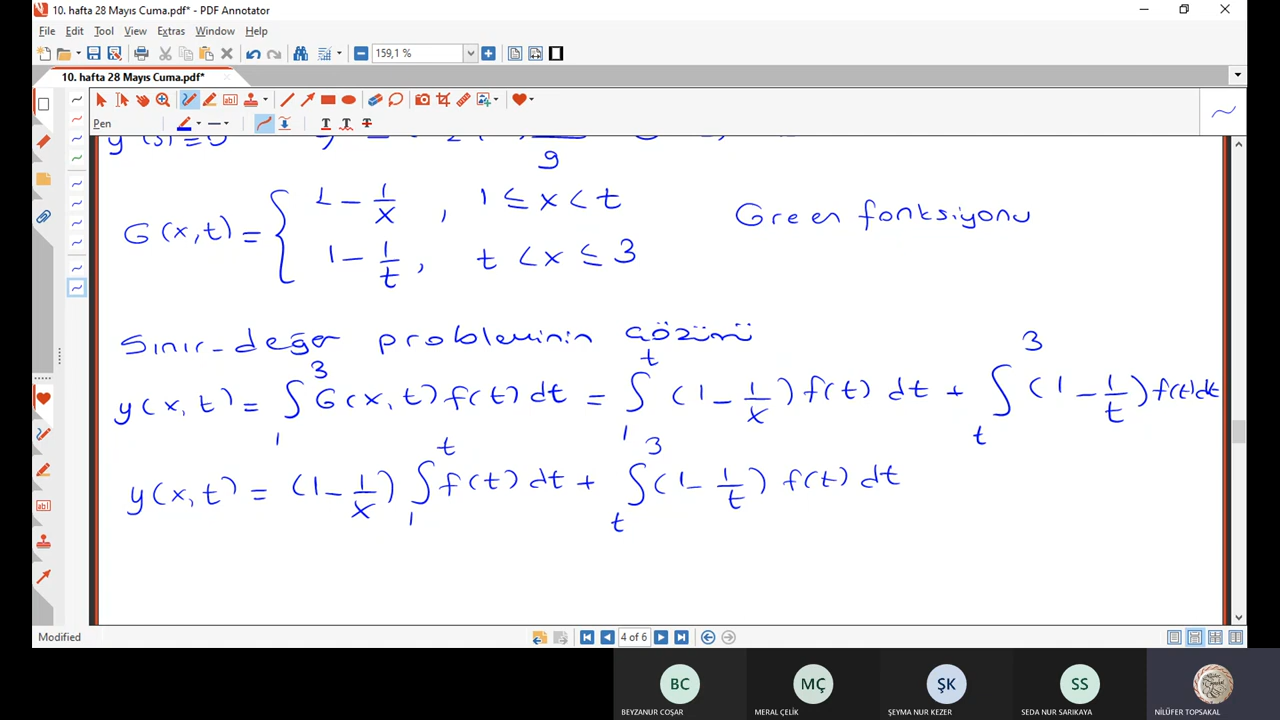 10. hafta 28 Mayıs Cuma.pdf* - PDF Annotator
File Edit Tool View Extras Window Help
159,1 %
10. hafta 28 Mayıs Cuma.pdf*
Pen
9
G(x,t) = { 1 - 1/x , 1 ≤ x < t
1 - 1/t , t < x ≤ 3
Green fonksiyonu
Sınır-değer probleminin çözümü
y(x,t) = ∫₁³ G(x,t) f(t) dt = ∫₁ᵗ (1 - 1/x) f(t) dt + ∫ₜ³ (1 - 1/t) f(t) dt
y(x,t) = (1 - 1/x) ∫₁ᵗ f(t) dt + ∫ₜ³ (1 - 1/t) f(t) dt
Modified
4 of 6
BC MÇ ŞK SS
BEYZANUR COŞAR MERAL ÇELİK ŞEYMA NUR KEZER SEDA NUR SARIKAYA NİLÜFER TOPSAKAL